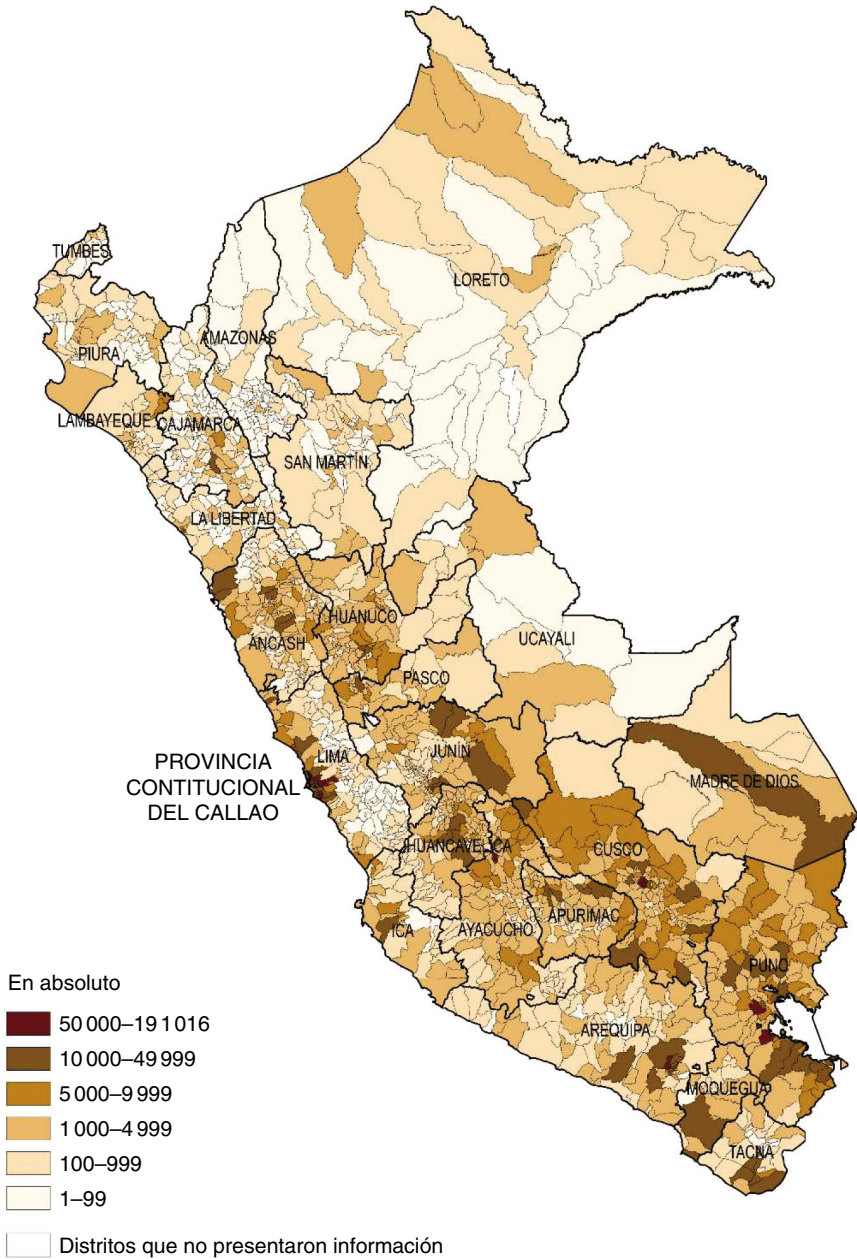 TUMBES
LORETO
PIURA
AMAZONAS
LAMBAYEQUE
CAJAMARCA
SAN MARTÍN
LA LIBERTAD
HUANUCO
ANCASH
UCAYALI
PASCO
PROVINCIA
CONTITUCIONAL
DEL CALLAO
LIMA
JUNÍN
MADRE DE DIOS
HUANCAVELICA
CUSCO
ICA
AYACUCHO
APURIMAC
PUNO
AREQUIPA
MOQUEGUA
TACNA
En absoluto
50 000–19 1 016
10 000–49 999
5 000–9 999
1 000–4 999
100–999
1–99
Distritos que no presentaron información